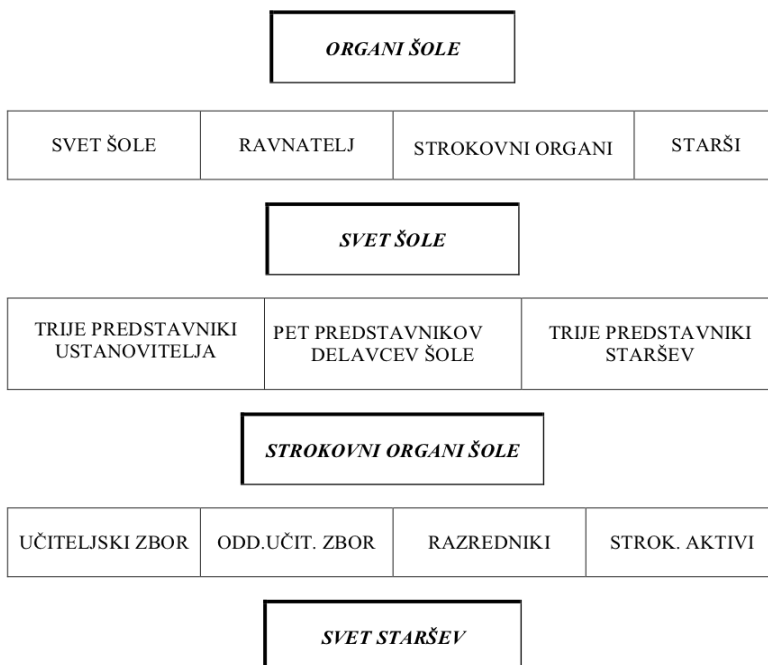 ORGANI ŠOLE
SVET ŠOLE RAVNATELJ STROKOVNI ORGANI STARŠI
SVET ŠOLE
TRIJE PREDSTAVNIKI USTANOVITELJA
PET PREDSTAVNIKOV DELAVCEV ŠOLE
TRIJE PREDSTAVNIKI STARŠEV
STROKOVNI ORGANI ŠOLE
UČITELJSKI ZBOR ODD.UČIT. ZBOR RAZREDNIKI STROK. AKTIVI
SVET STARŠEV